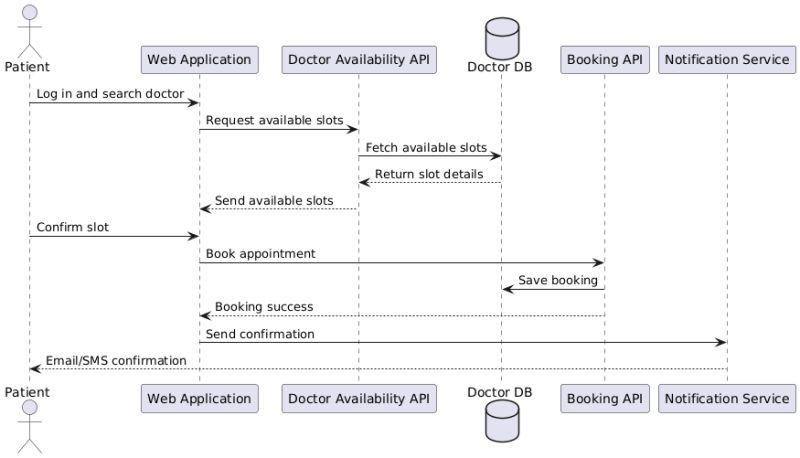 Patient
Web Application
Doctor Availability API
Doctor DB
Booking API
Notification Service
Log in and search doctor
Request available slots
Fetch available slots
Return slot details
Send available slots
Confirm slot
Book appointment
Save booking
Booking success
Send confirmation
Email/SMS confirmation
Patient
Web Application
Doctor Availability API
Doctor DB
Booking API
Notification Service